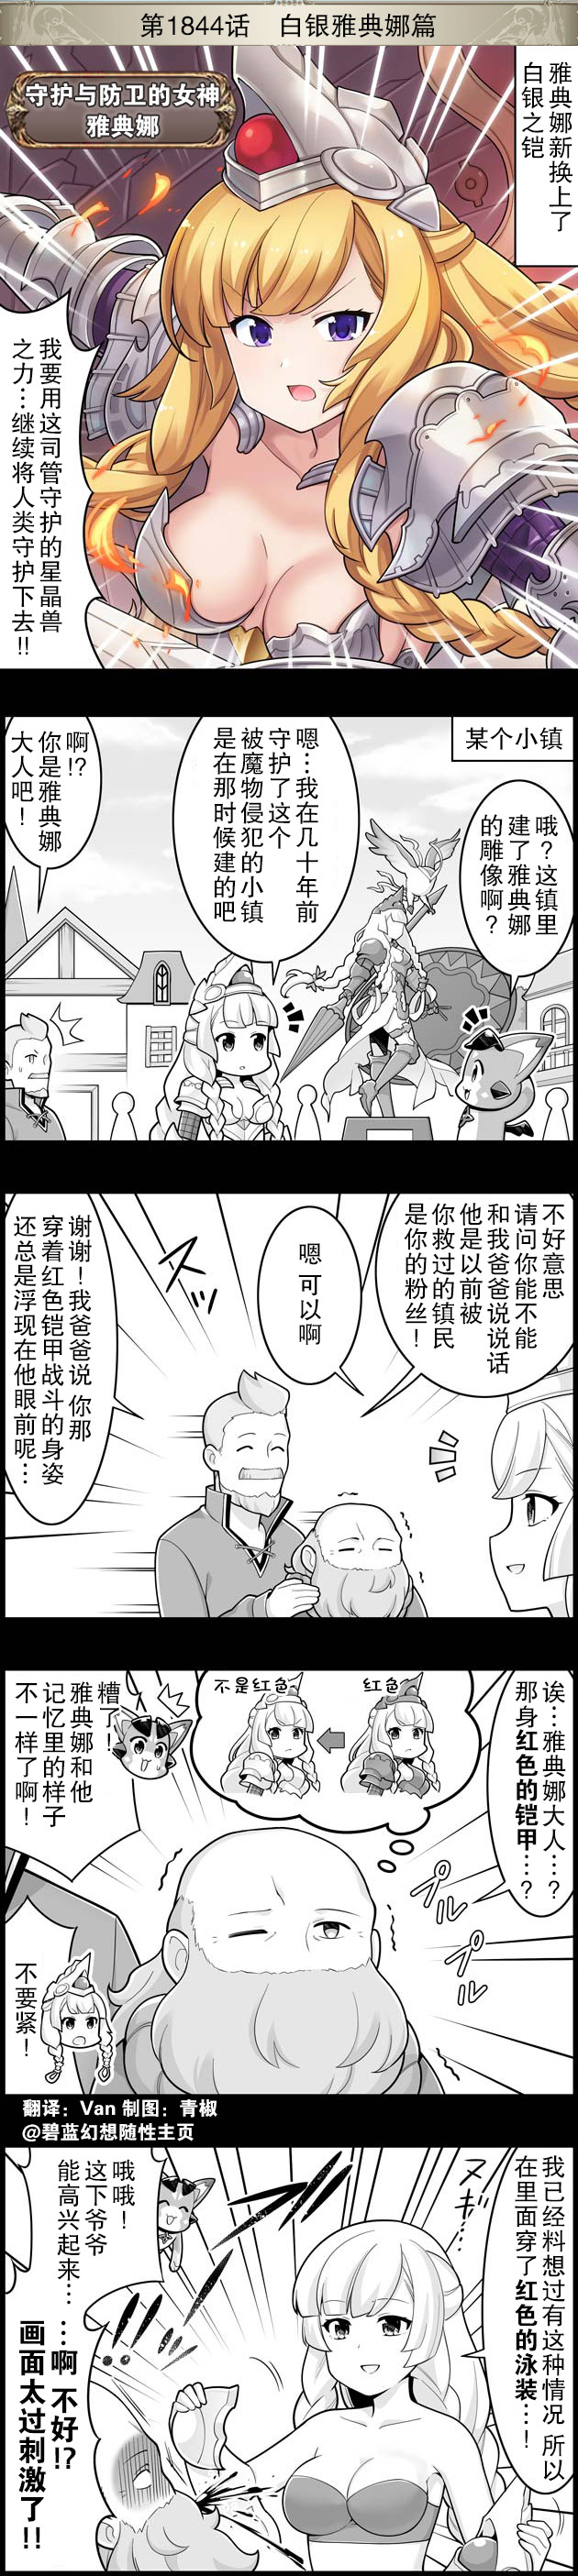 第1844话　白银雅典娜篇
雅典娜新换上了
白银之铠
守护与防卫的女神
雅典娜
我要用这司管守护的星晶兽
之力…继续将人类守护下去!!
某个小镇
哦？这镇里
建了雅典娜
的雕像啊？
嗯…我在几十年前
守护了这个
被魔物侵犯的小镇
是在那时候建的吧
啊!?
你是雅典娜
大人吧！
不好意思
请问你能不能
和我爸爸说说话
他是以前被
你救过的镇民
是你的粉丝！
嗯 可以啊
ヌッ
谢谢！我爸爸说 你那
穿着红色铠甲战斗的身姿
还总是浮现在他眼前呢…
诶…雅典娜大人…？
那身红色的铠甲…？
红色
不是红色
プルプル
糟了！
雅典娜和他
记忆里的样子
不一样了啊！
不要紧！
翻译：Van 制图：青椒
@碧蓝幻想随性主页
我已经料想过有这种情况 所以
在里面穿了红色的泳装…！
ヌギ…
哦哦！
这下爷爷
能高兴起来…
…啊 不好!?
画面太过刺激了!!